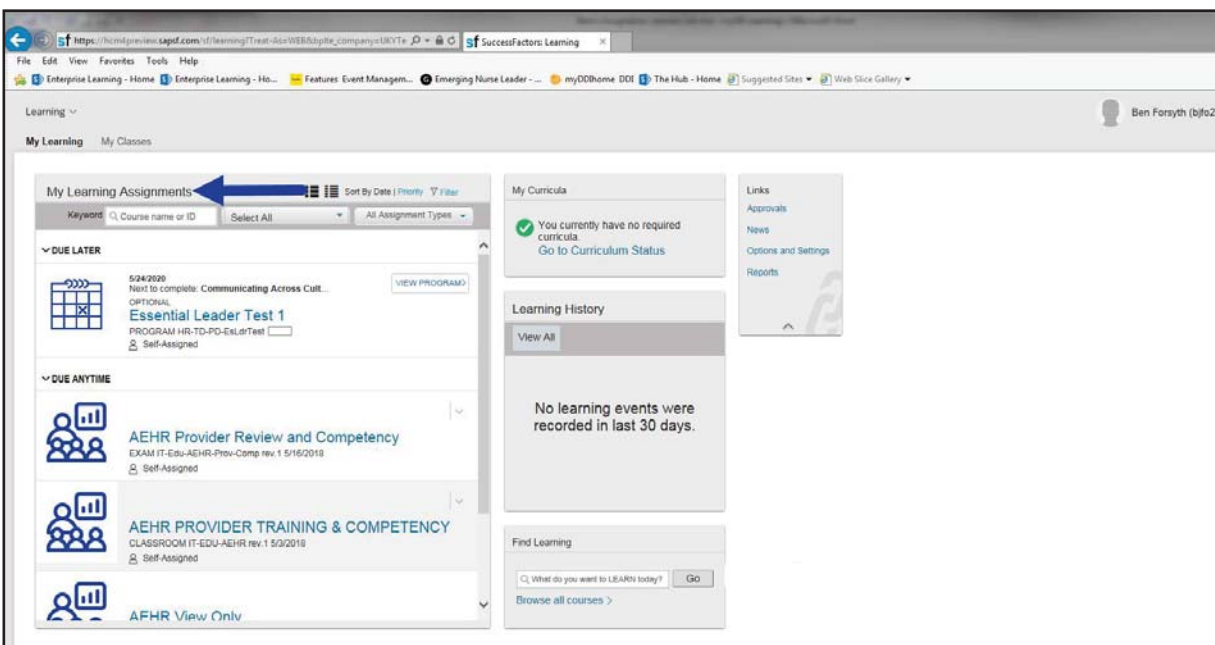 https://hcm4preview.sapsf.com/sf/learning?Treat-As=WEB&bplte_company=UKYTe
SuccessFactors: Learning
File Edit View Favorites Tools Help
Enterprise Learning - Home Enterprise Learning - Ho... Features Event Managem... Emerging Nurse Leader - ... myDDIhome DDI The Hub - Home Suggested Sites Web Slice Gallery
Learning
Ben Forsyth (bjfo2
My Learning My Classes
My Learning Assignments
Sort By Date | Priority Filter
Keyword Course name or ID Select All All Assignment Types
DUE LATER
5/24/2020
Next to complete: Communicating Across Cult...
VIEW PROGRAM
OPTIONAL
Essential Leader Test 1
PROGRAM HR-TD-PD-EsLdrTest
Self-Assigned
DUE ANYTIME
AEHR Provider Review and Competency
EXAM IT-Edu-AEHR-Prov-Comp rev.1 5/16/2018
Self-Assigned
AEHR PROVIDER TRAINING & COMPETENCY
CLASSROOM IT-EDU-AEHR rev.1 5/3/2018
Self-Assigned
AEHR View Only
My Curricula
You currently have no required
curricula.
Go to Curriculum Status
Learning History
View All
No learning events were
recorded in last 30 days.
Find Learning
What do you want to LEARN today? Go
Browse all courses >
Links
Approvals
News
Options and Settings
Reports